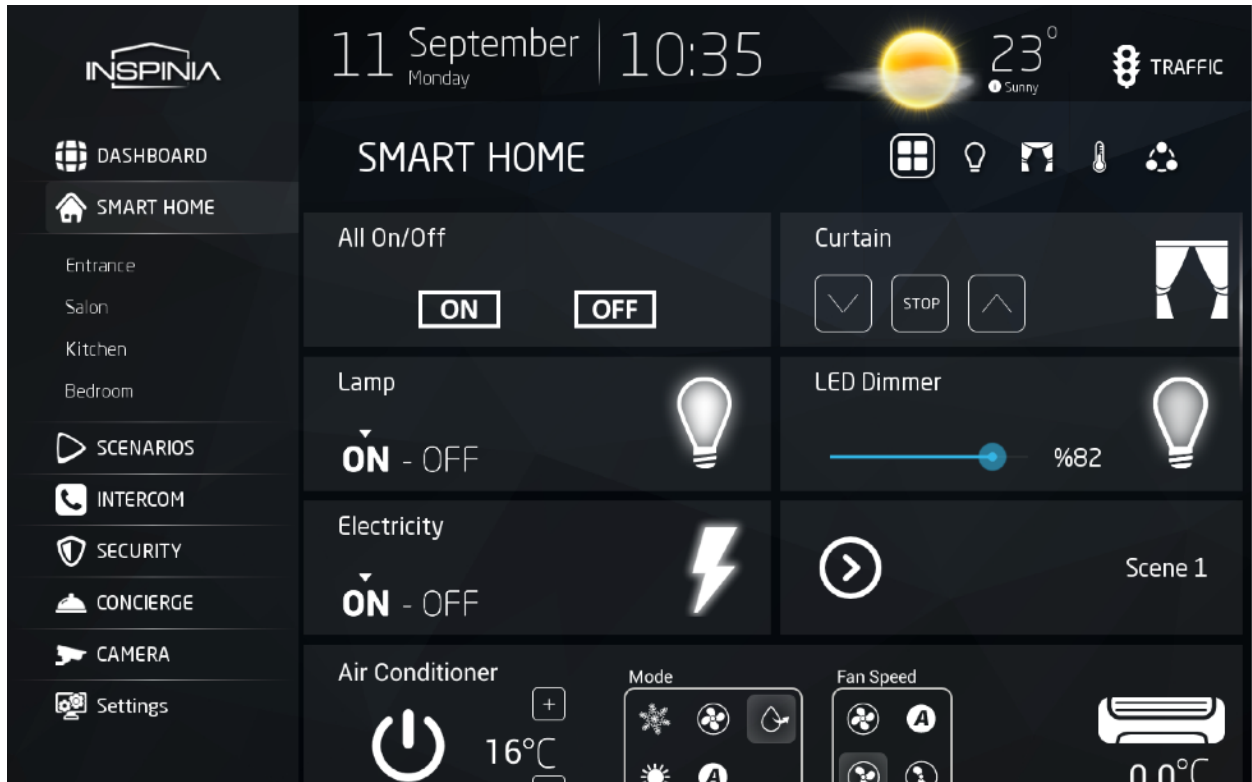 INSPINIA
11 September Monday 10:35
23° Sunny
TRAFFIC
DASHBOARD
SMART HOME
Entrance
Salon
Kitchen
Bedroom
SCENARIOS
INTERCOM
SECURITY
CONCIERGE
CAMERA
Settings
SMART HOME
All On/Off
ON OFF
Curtain
STOP
Lamp
ON - OFF
LED Dimmer
%82
Electricity
ON - OFF
Scene 1
Air Conditioner
+
16°C
Mode
A
A
Fan Speed
A
0.0°C